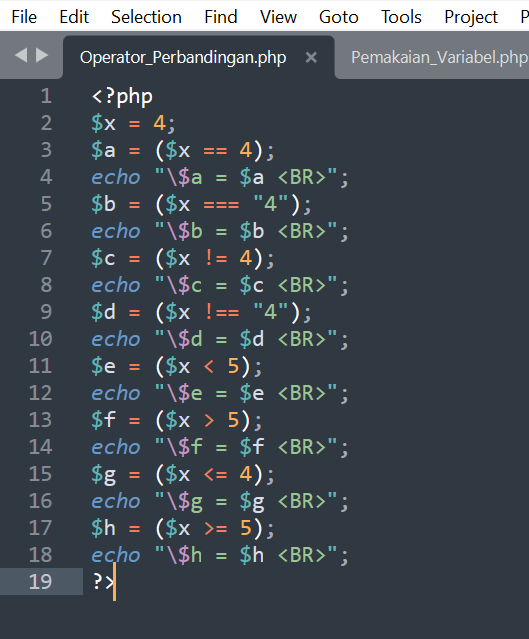 File Edit Selection Find View Goto Tools Project
Operator_Perbandingan.php × Pemakaian_Variabel.php
1 <?php
2 $x = 4;
3 $a = ($x == 4);
4 echo "\$a = $a <BR>";
5 $b = ($x === "4");
6 echo "\$b = $b <BR>";
7 $c = ($x != 4);
8 echo "\$c = $c <BR>";
9 $d = ($x !== "4");
10 echo "\$d = $d <BR>";
11 $e = ($x < 5);
12 echo "\$e = $e <BR>";
13 $f = ($x > 5);
14 echo "\$f = $f <BR>";
15 $g = ($x <= 4);
16 echo "\$g = $g <BR>";
17 $h = ($x >= 5);
18 echo "\$h = $h <BR>";
19 ?>